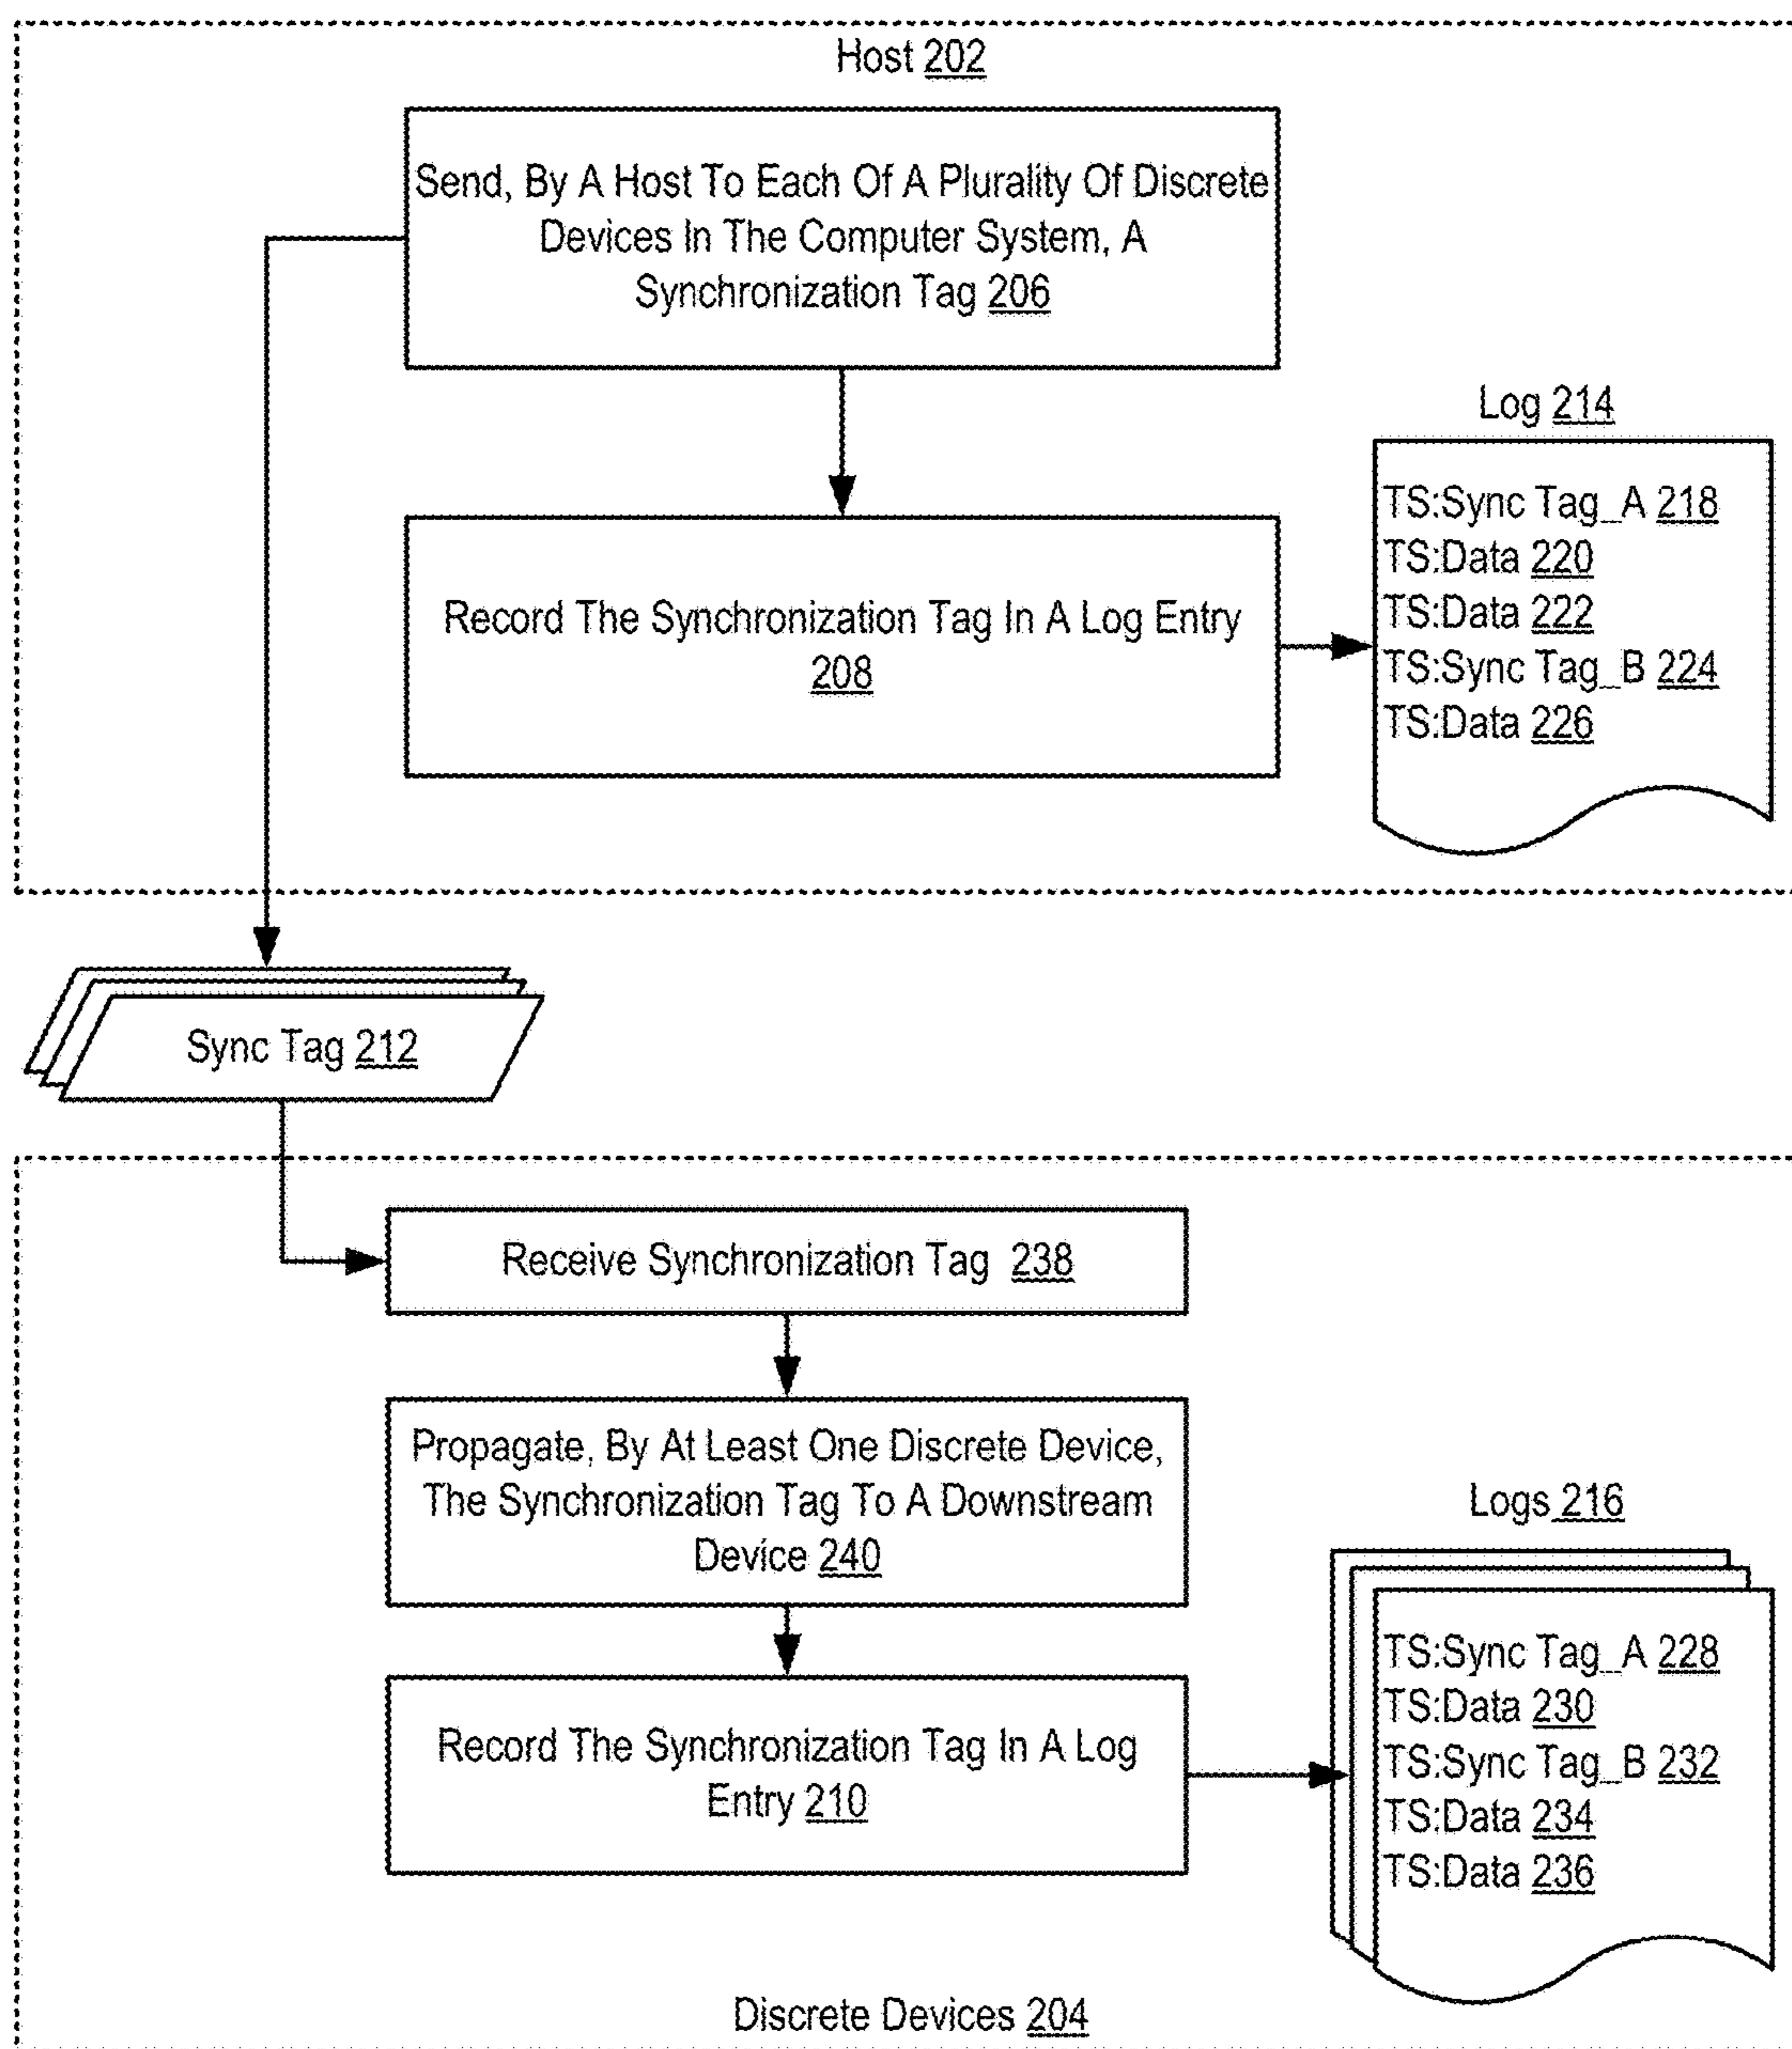 Host 202
Send, By A Host To Each Of A Plurality Of Discrete
Devices In The Computer System, A
Synchronization Tag 206
Log 214
TS:Sync Tag_A 218
TS:Data 220
TS:Data 222
TS:Sync Tag_B 224
TS:Data 226
Record The Synchronization Tag In A Log Entry
208
Sync Tag 212
Receive Synchronization Tag 238
Propagate, By At Least One Discrete Device,
The Synchronization Tag To A Downstream
Device 240
Logs 216
TS:Sync Tag_A 228
TS:Data 230
TS:Sync Tag_B 232
TS:Data 234
TS:Data 236
Record The Synchronization Tag In A Log
Entry 210
Discrete Devices 204